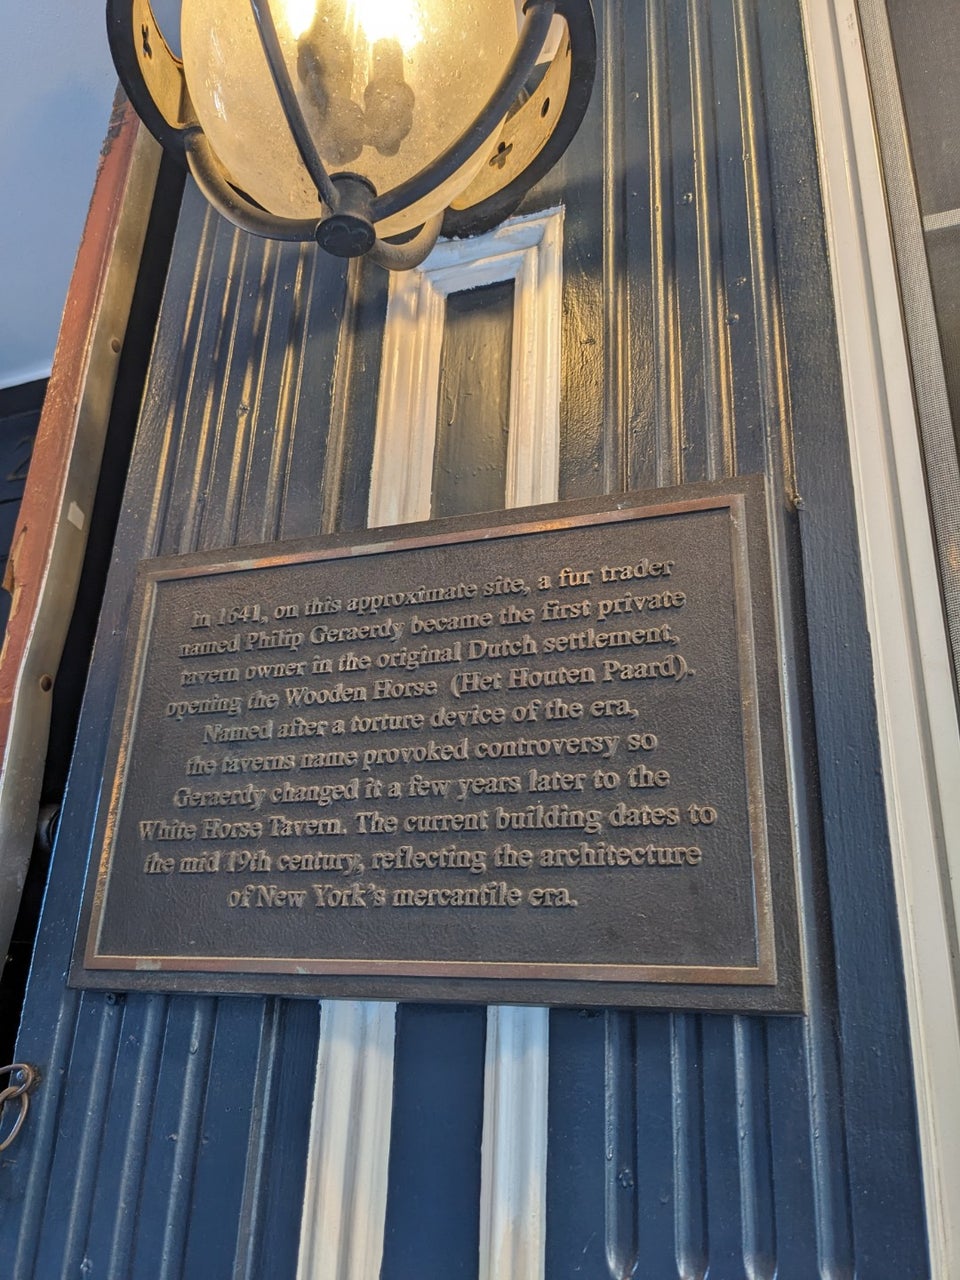 In 1641, on this approximate site, a fur trader
named Philip Geraerdy became the first private
tavern owner in the original Dutch settlement,
opening the Wooden Horse (Het Houten Paard).
Named after a torture device of the era,
the taverns name provoked controversy so
Geraerdy changed it a few years later to the
White Horse Tavern. The current building dates to
the mid 19th century, reflecting the architecture
of New York's mercantile era.